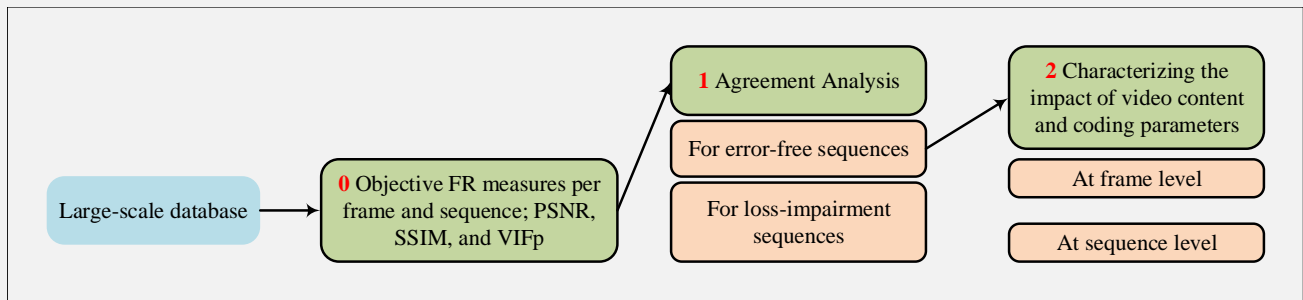 Large-scale database
0 Objective FR measures per
frame and sequence; PSNR,
SSIM, and VIFp
1 Agreement Analysis
For error-free sequences
For loss-impairment
sequences
2 Characterizing the
impact of video content
and coding parameters
At frame level
At sequence level